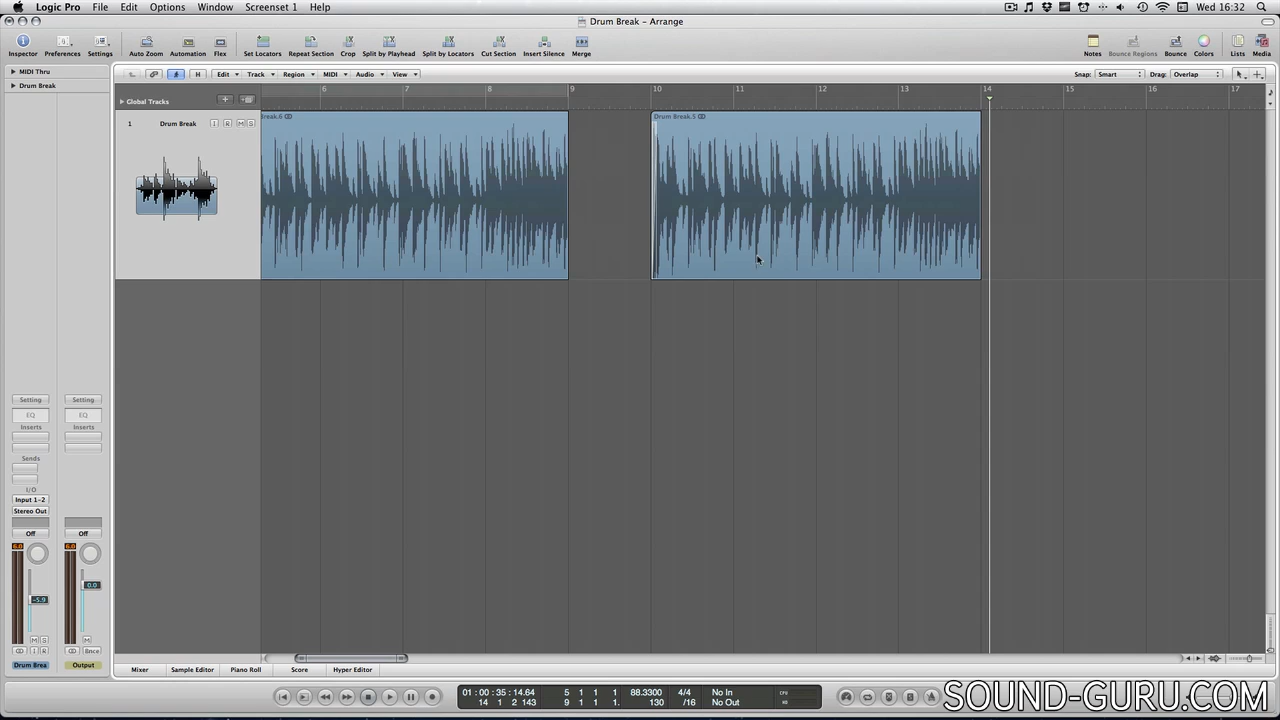 Logic Pro File Edit Options Window Screenset 1 Help Wed 16:32
Drum Break - Arrange
Inspector Preferences Settings Auto Zoom Automation Flex Set Locators Repeat Section Crop Split by Playhead Split by Locators Cut Section Insert Silence Merge Notes Bounce Regions Bounce Colors Lists Media
MIDI Thru
H Edit Track Region MIDI Audio View Snap: Smart Drag: Overlap
Drum Break
Global Tracks
6 7 8 9 10 11 12 13 14 15 16 17
1 Drum Break I R M S
Break.6 Drum Break.5
Setting Setting
EQ EQ
Inserts Inserts
Sends
I/O
Input 1-2
Stereo Out
Off Off
6.0 6.0
0.0
-5.9
M S M
I R Bnce
Drum Brea Output
Mixer Sample Editor Piano Roll Score Hyper Editor
01:00:35:14.64 5 1 1 1 88.3300 4/4 No In CPU
14 1 2 143 9 1 1 1. 130 /16 No Out
SOUND-GURU.COM